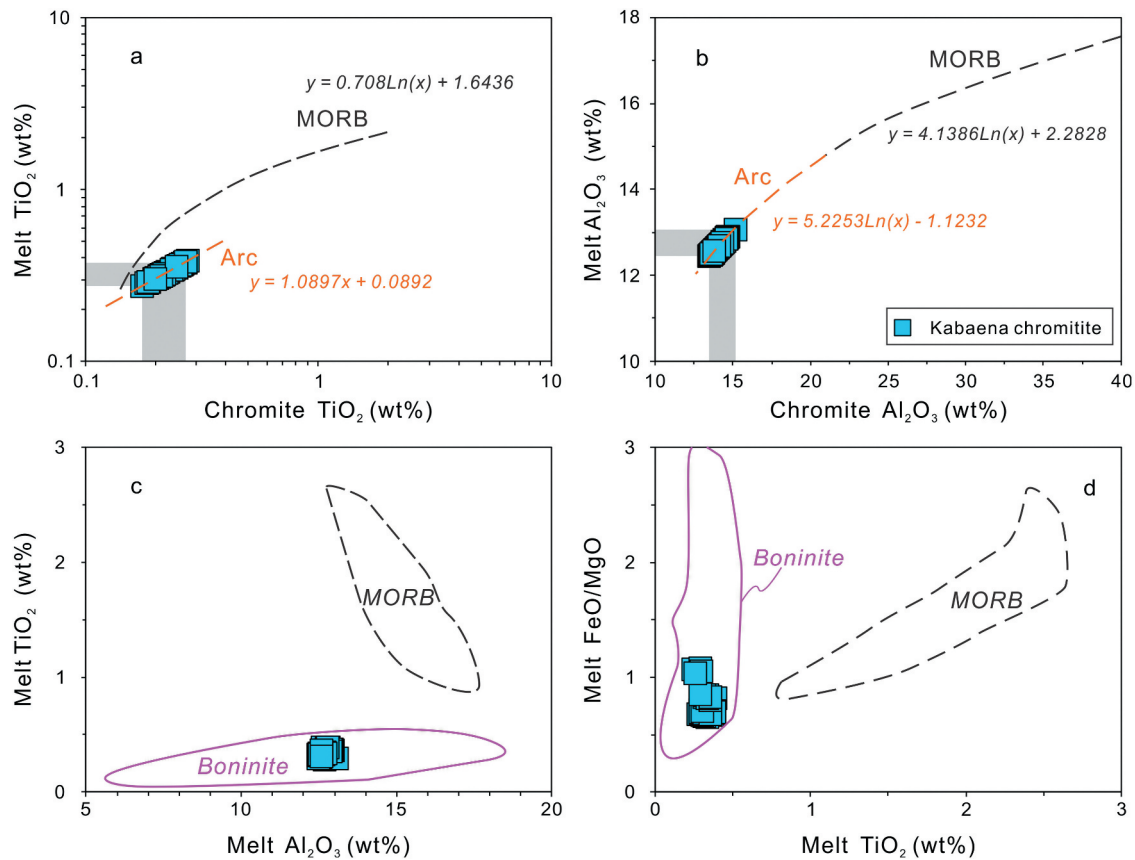 a
10
1
0.1
Melt TiO₂ (wt%)
y = 0.708Ln(x) + 1.6436
MORB
Arc
y = 1.0897x + 0.0892
0.1
1
10
Chromite TiO₂ (wt%)
b
18
16
14
12
10
Melt Al₂O₃ (wt%)
MORB
y = 4.1386Ln(x) + 2.2828
Arc
y = 5.2253Ln(x) - 1.1232
Kabaena chromitite
10
15
20
25
30
35
40
Chromite Al₂O₃ (wt%)
c
3
2
1
0
Melt TiO₂ (wt%)
MORB
Boninite
5
10
15
20
Melt Al₂O₃ (wt%)
d
3
2
1
0
Melt FeO/MgO
Boninite
MORB
0
1
2
3
Melt TiO₂ (wt%)